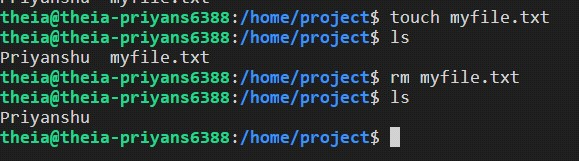 Priyanshu  myfile.txt
theia@theia-priyans6388:/home/project$ touch myfile.txt
theia@theia-priyans6388:/home/project$ ls
Priyanshu  myfile.txt
theia@theia-priyans6388:/home/project$ rm myfile.txt
theia@theia-priyans6388:/home/project$ ls
Priyanshu
theia@theia-priyans6388:/home/project$